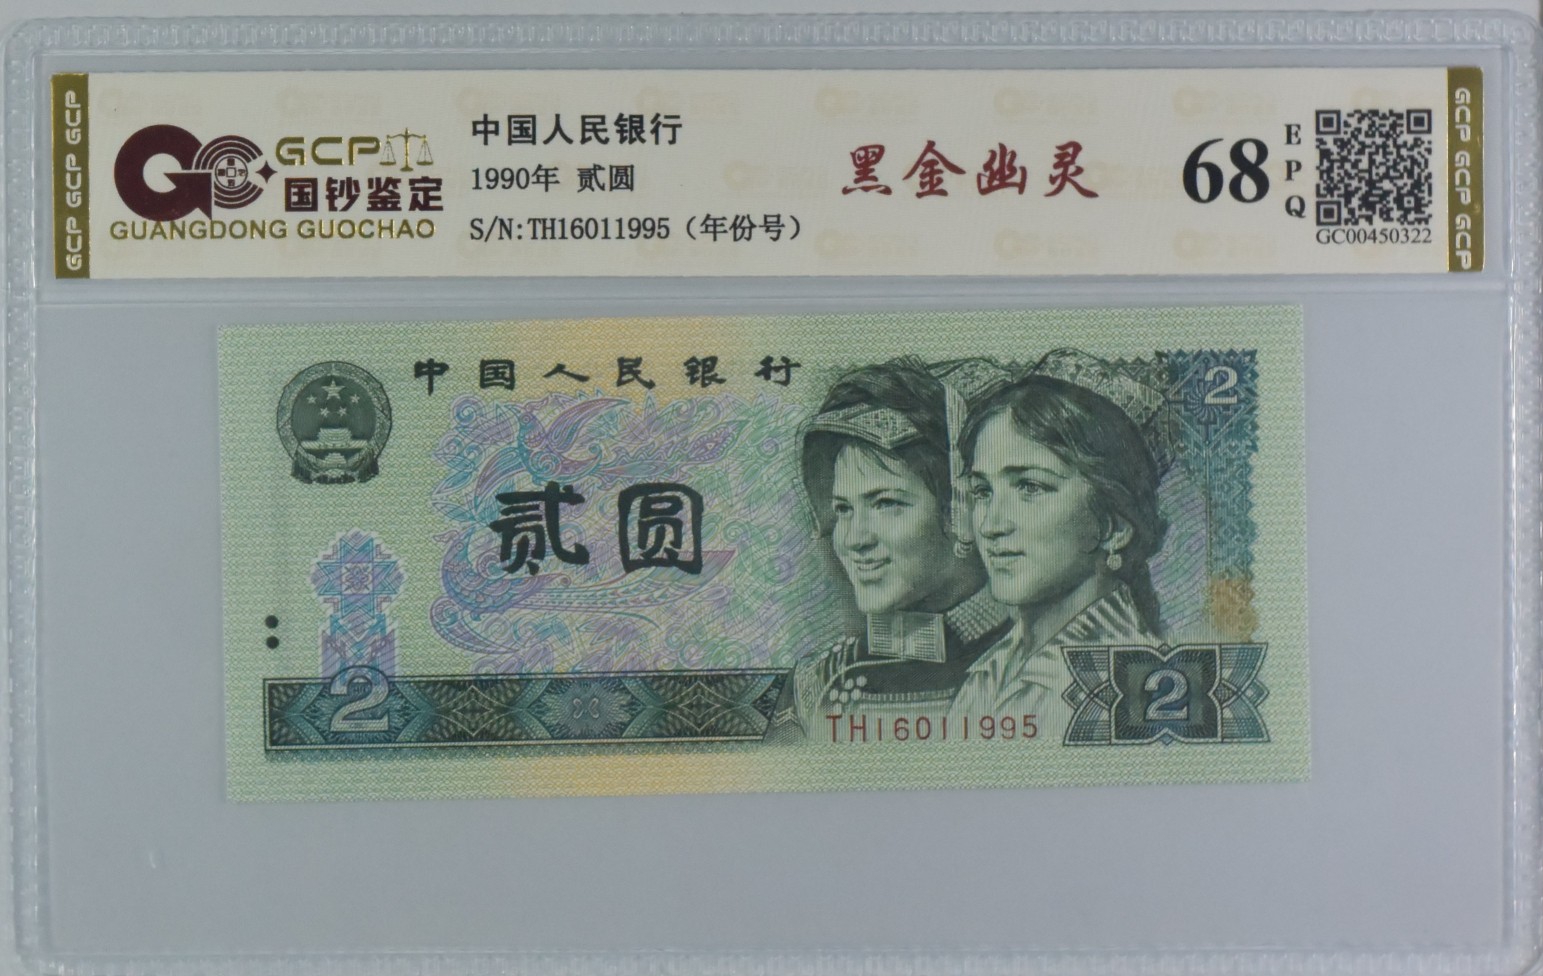 GCP GCP GCP
GCP
国钞鉴定
GUANGDONG GUOCHAO
中国人民银行
1990年 贰圆
S/N:TH16011995（年份号）
黑金幽灵
68
EPQ
GC00450322
GCP GCP GCP
中国人民银行
2
贰圆
2
2
TH16011995